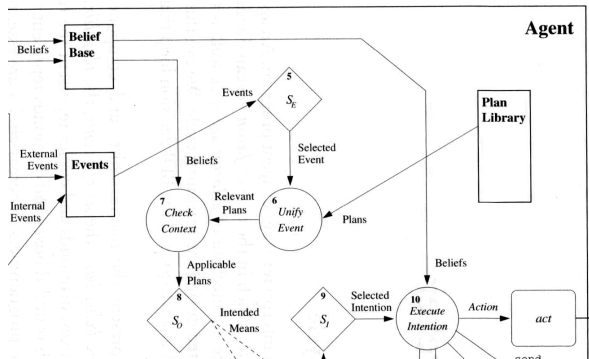 Agent
Belief
Base
Beliefs
5
S_E
Events
Plan
Library
Selected
Event
External
Events
Events
Beliefs
Internal
Events
7
Check
Context
Relevant
Plans
6
Unify
Event
Plans
Applicable
Plans
Beliefs
8
S_O
Intended
Means
9
S_I
Selected
Intention
10
Execute
Intention
Action
act